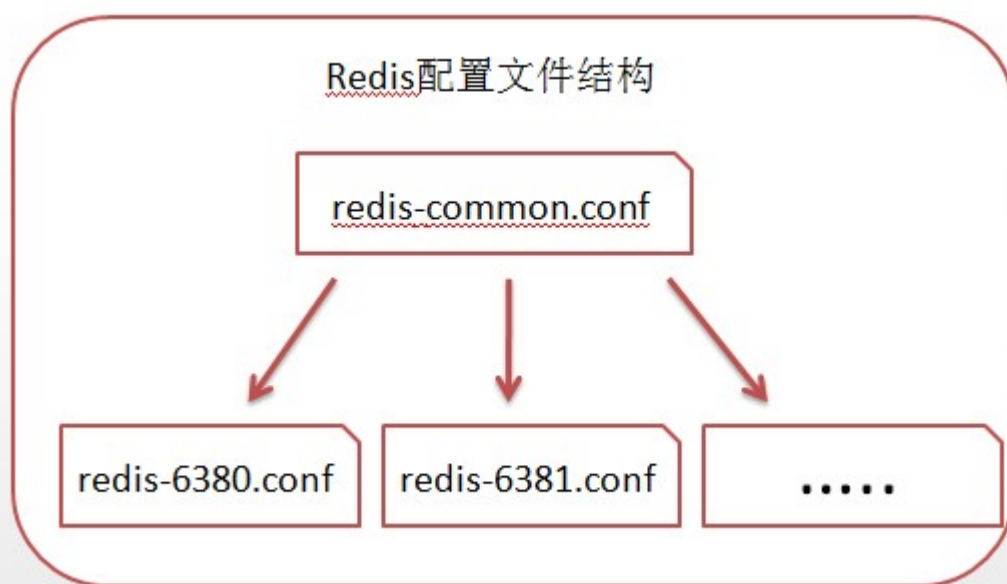 Redis配置文件结构
redis-common.conf
redis-6380.conf
redis-6381.conf
.....